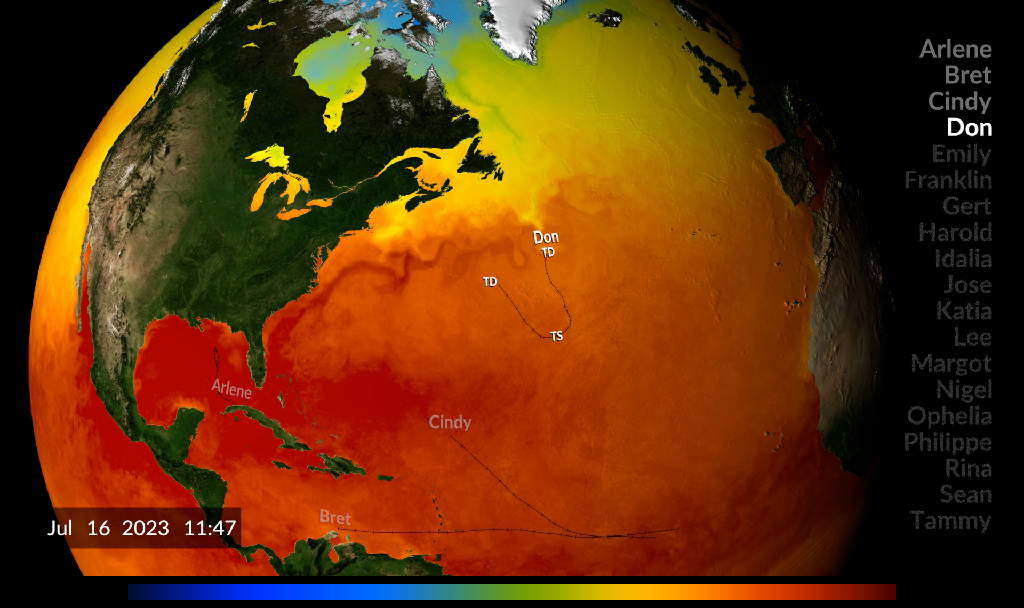 Arlene
Bret
Cindy
Don
Emily
Franklin
Gert
Harold
Idalia
Jose
Katia
Lee
Margot
Nigel
Ophelia
Philippe
Rina
Sean
Tammy
Don
TD
TD
TS
Arlene
Cindy
Bret
Jul 16 2023 11:47